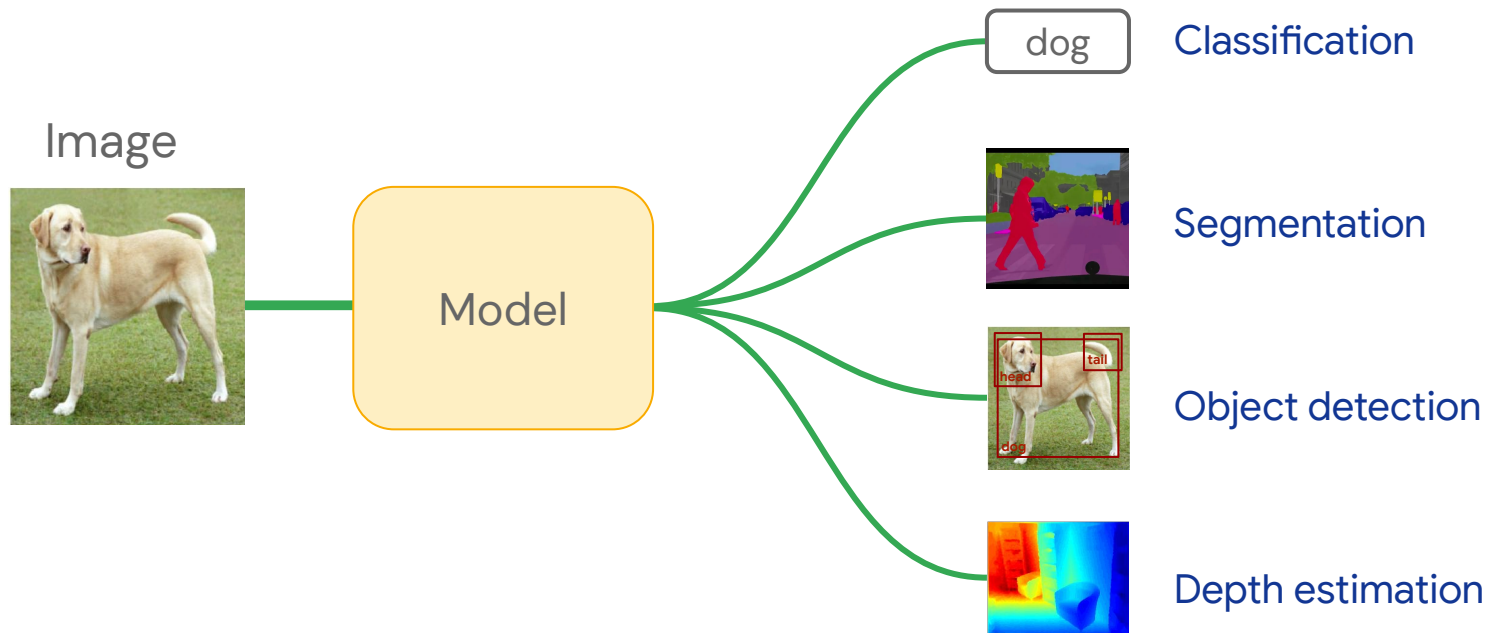 Image
Model
dog
Classification
Segmentation
head
tail
dog
Object detection
Depth estimation